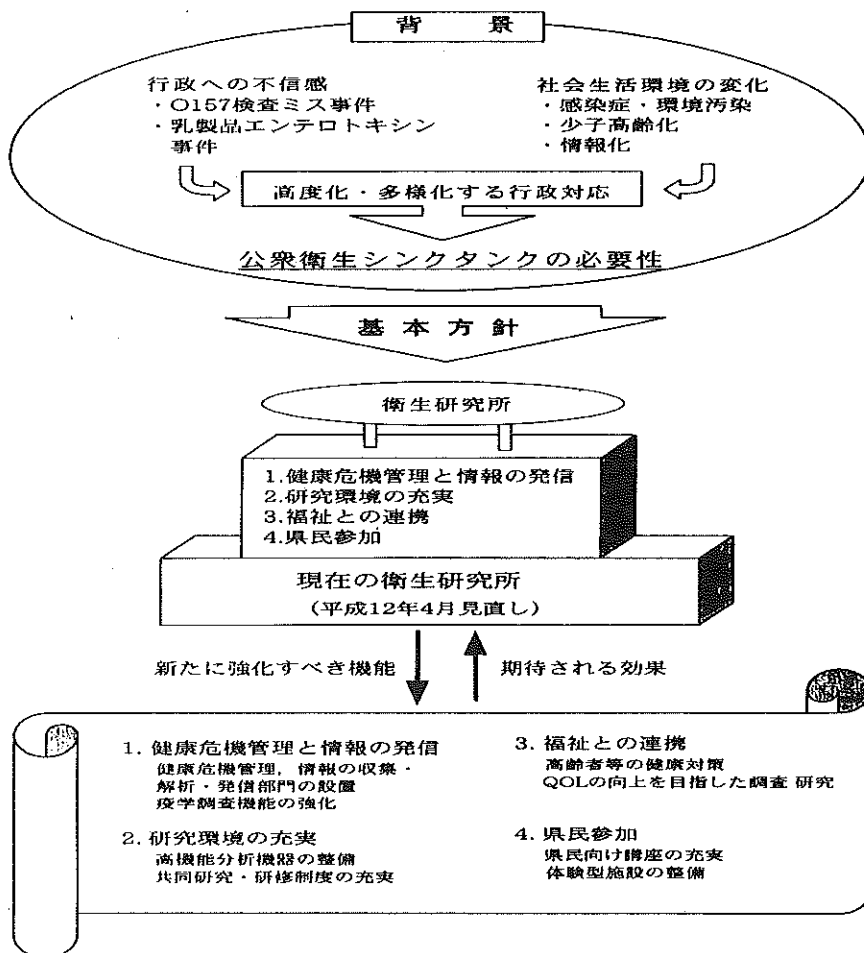 背 景
行政への不信感
・O157検査ミス事件
・乳製品エンテロトキシン
事件
社会生活環境の変化
・感染症・環境汚染
・少子高齢化
・情報化
高度化・多様化する行政対応
公衆衛生シンクタンクの必要性
基本方針
衛生研究所
1.健康危機管理と情報の発信
2.研究環境の充実
3.福祉との連携
4.県民参加
現在の衛生研究所
(平成12年4月見直し)
新たに強化すべき機能
期待される効果
1. 健康危機管理と情報の発信
健康危機管理，情報の収集・
解析・発信部門の設置
疫学調査機能の強化
2. 研究環境の充実
高機能分析機器の整備
共同研究・研修制度の充実
3. 福祉との連携
高齢者等の健康対策
QOLの向上を目指した調査 研究
4. 県民参加
県民向け講座の充実
体験型施設の整備